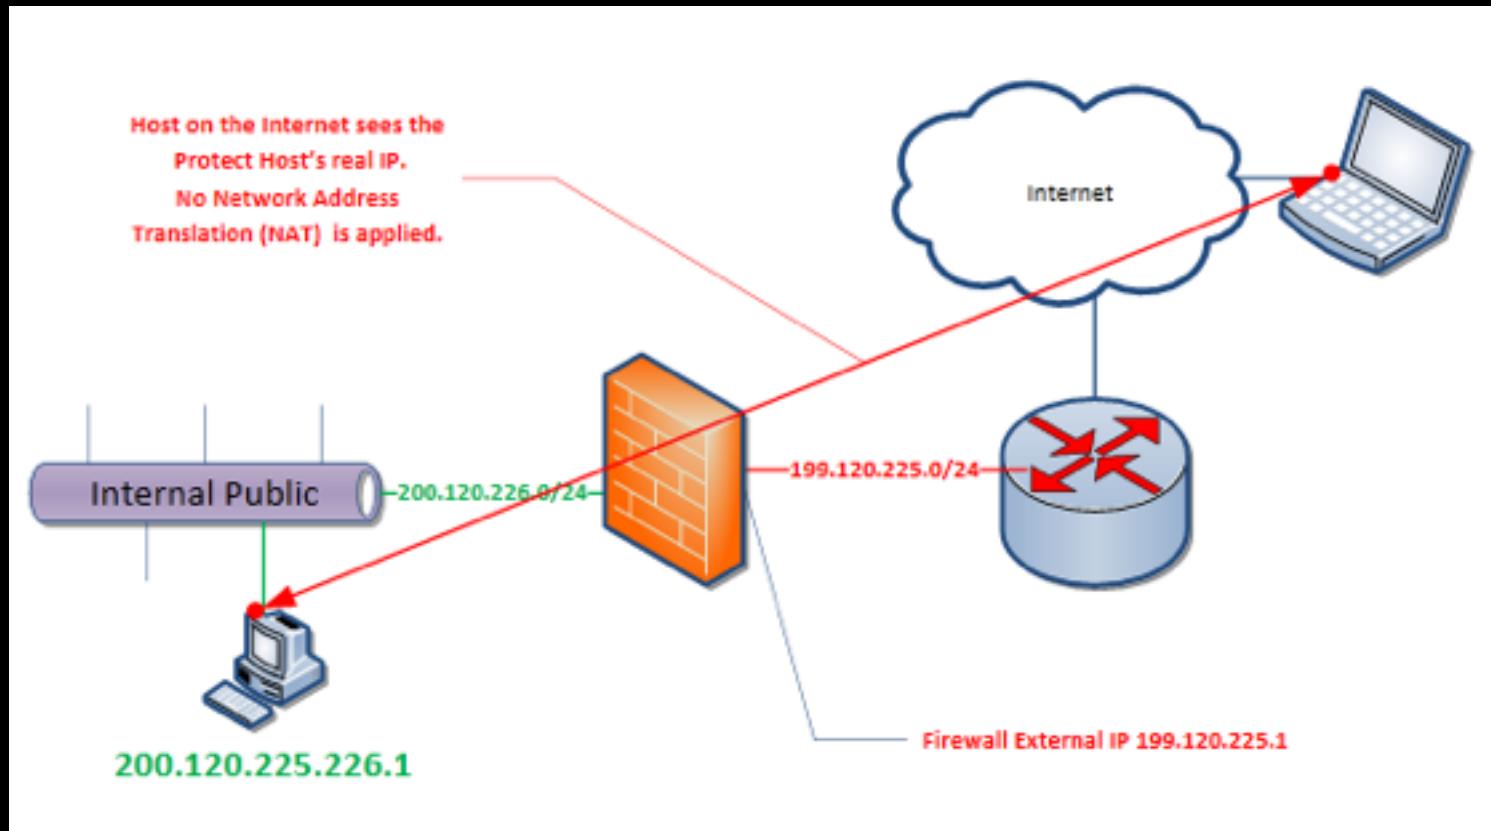 Host on the Internet sees the
Protect Host's real IP.
No Network Address
Translation (NAT) is applied.
Internet
199.120.225.0/24
Internal Public
200.120.226.0/24
Firewall External IP 199.120.225.1
200.120.225.226.1